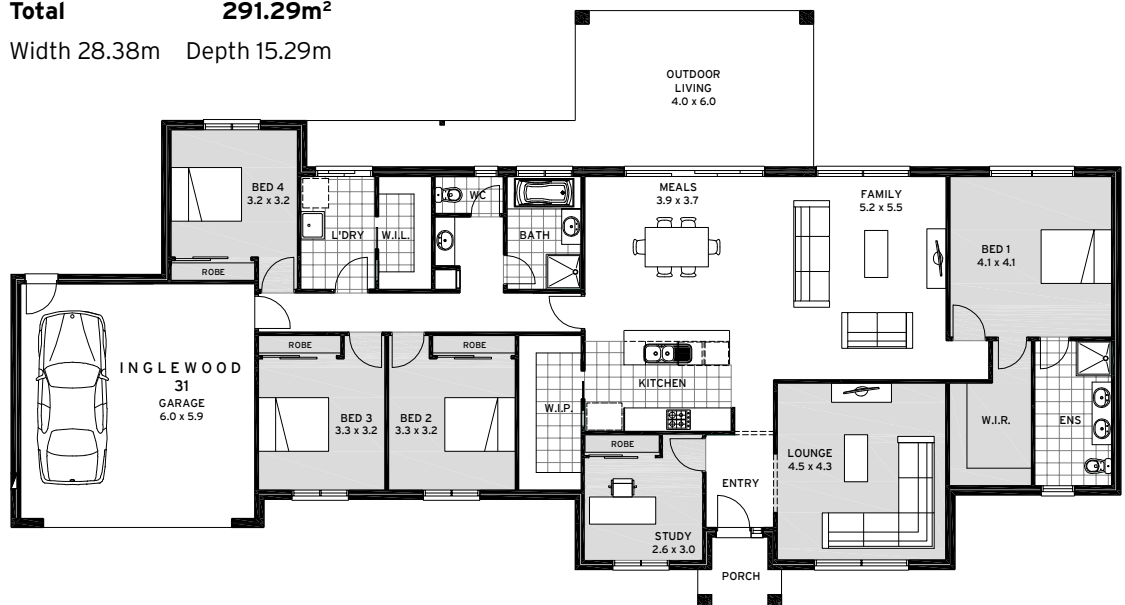 Total 291.29m²
Width 28.38m Depth 15.29m
OUTDOOR
LIVING
4.0 x 6.0
BED 4
3.2 x 3.2
ROBE
L'DRY
W.I.L.
WC
BATH
MEALS
3.9 x 3.7
FAMILY
5.2 x 5.5
BED 1
4.1 x 4.1
INGLEWOOD
31
GARAGE
6.0 x 5.9
ROBE
BED 3
3.3 x 3.2
ROBE
BED 2
3.3 x 3.2
W.I.P.
KITCHEN
ROBE
STUDY
2.6 x 3.0
ENTRY
PORCH
LOUNGE
4.5 x 4.3
W.I.R.
ENS